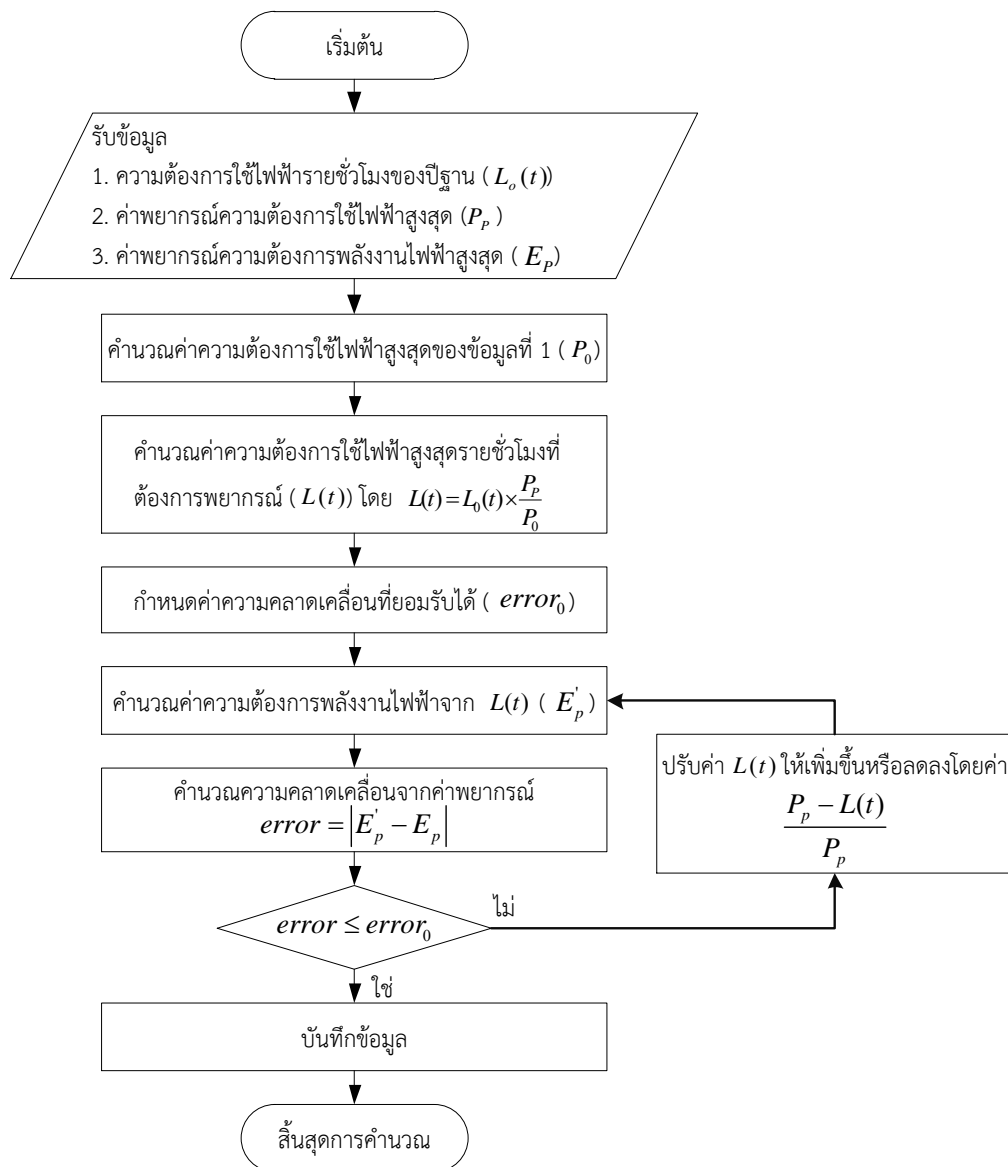 เริ่มต้น
รับข้อมูล
1. ความต้องการใช้ไฟฟ้ารายชั่วโมงของปีฐาน ( L_o(t))
2. ค่าพยากรณ์ความต้องการใช้ไฟฟ้าสูงสุด (P_P )
3. ค่าพยากรณ์ความต้องการพลังงานไฟฟ้าสูงสุด ( E_P)
คำนวณค่าความต้องการใช้ไฟฟ้าสูงสุดของข้อมูลที่ 1 ( P_0)
คำนวณค่าความต้องการใช้ไฟฟ้าสูงสุดรายชั่วโมงที่
ต้องการพยากรณ์ ( L(t)) โดย L(t)=L_0(t)×P_P/P_0
กำหนดค่าความคลาดเคลื่อนที่ยอมรับได้ ( error_0)
คำนวณค่าความต้องการพลังงานไฟฟ้าจาก L(t) ( E'_p)
คำนวณความคลาดเคลื่อนจากค่าพยากรณ์
error = |E'_p − E_p|
error ≤ error_0
ไม่
ปรับค่า L(t) ให้เพิ่มขึ้นหรือลดลงโดยค่า
P_p − L(t)
P_p
ใช่
บันทึกข้อมูล
สิ้นสุดการคำนวณ